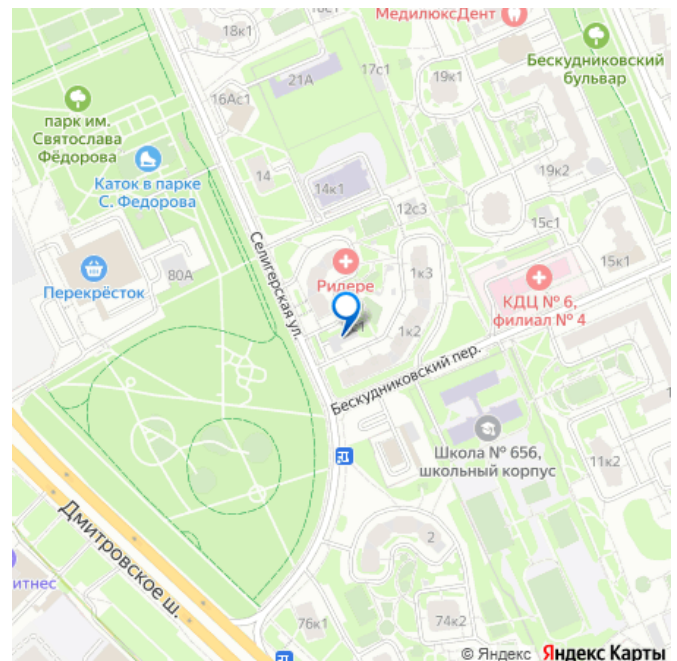 МедилюксДент
18к1
17с1
19к1
Бескудниковский
бульвар
21А
16Ас1
парк им.
Святослава
Фёдорова
Каток в парке
С. Федорова
14
14к1
19к2
12с3
15с1
15к1
Селигерская ул.
80А
Перекрёсток
Ридере
1к3
КДЦ № 6,
филиал № 4
1к2
Бескудниковский пер.
Школа № 656,
школьный корпус
11к2
Дмитровское ш.
итнес
2
76к1
74к2
© Яндекс Яндекс Карты